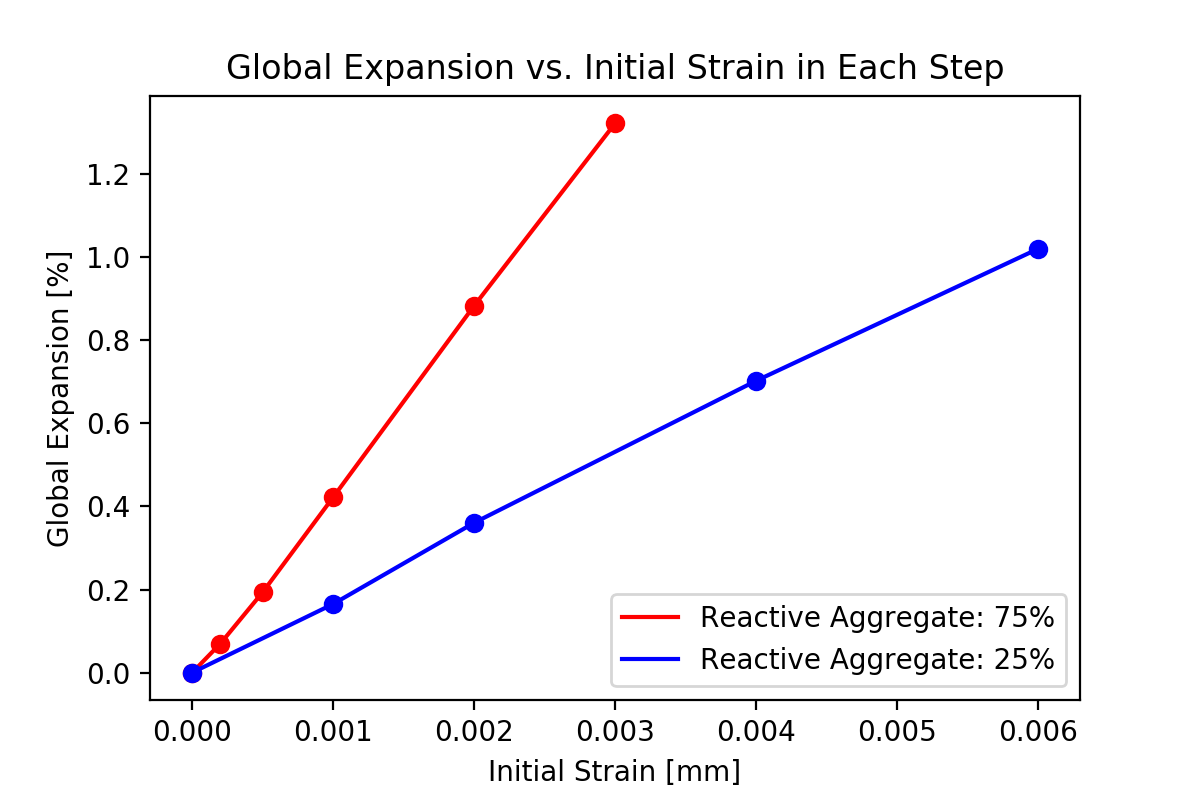 Global Expansion vs. Initial Strain in Each Step
Global Expansion [%]
1.2
1.0
0.8
0.6
0.4
0.2
0.0
Reactive Aggregate: 75%
Reactive Aggregate: 25%
0.000 0.001 0.002 0.003 0.004 0.005 0.006
Initial Strain [mm]